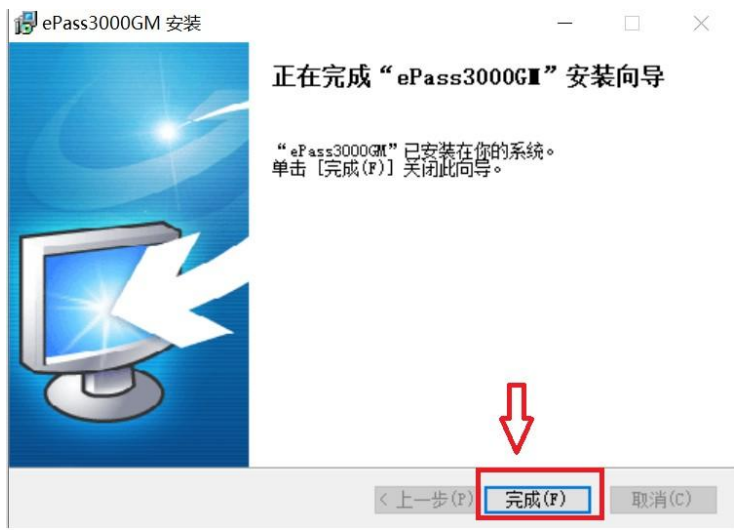 ePass3000GM 安装
正在完成“ePass3000GM”安装向导
“ePass3000GM”已安装在你的系统。
单击 [完成(F)] 关闭此向导。
< 上一步(P)
完成(F)
取消(C)